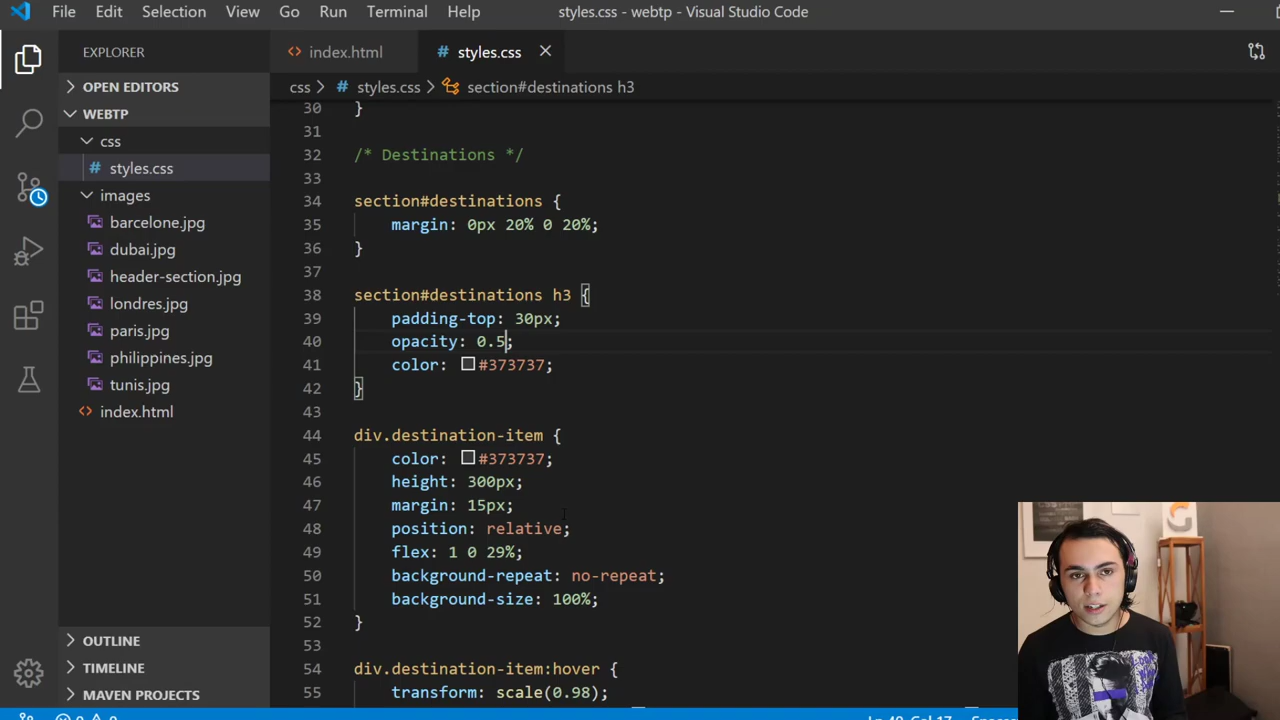 File Edit Selection View Go Run Terminal Help styles.css - webtp - Visual Studio Code
EXPLORER
OPEN EDITORS
WEBTP
css
styles.css
images
barcelone.jpg
dubai.jpg
header-section.jpg
londres.jpg
paris.jpg
philippines.jpg
tunis.jpg
index.html
OUTLINE
TIMELINE
MAVEN PROJECTS
index.html styles.css
css styles.css section#destinations h3
30 }
31
32 /* Destinations */
33
34 section#destinations {
35 margin: 0px 20% 0 20%;
36 }
37
38 section#destinations h3 {
39 padding-top: 30px;
40 opacity: 0.5;
41 color: #373737;
42 }
43
44 div.destination-item {
45 color: #373737;
46 height: 300px;
47 margin: 15px;
48 position: relative;
49 flex: 1 0 29%;
50 background-repeat: no-repeat;
51 background-size: 100%;
52 }
53
54 div.destination-item:hover {
55 transform: scale(0.98);